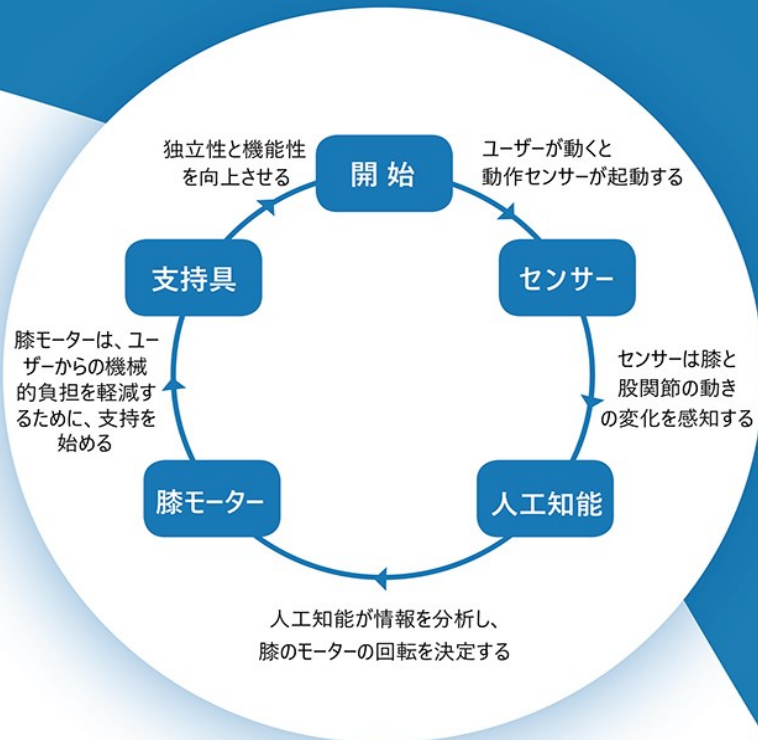 開始
ユーザーが動くと
動作センサーが起動する
センサー
センサーは膝と
股関節の動き
の変化を感知する
人工知能
人工知能が情報を分析し、
膝のモーターの回転を決定する
膝モーター
膝モーターは、ユー
ザーからの機械
的負担を軽減す
るために、支持を
始める
支持具
独立性と機能性
を向上させる